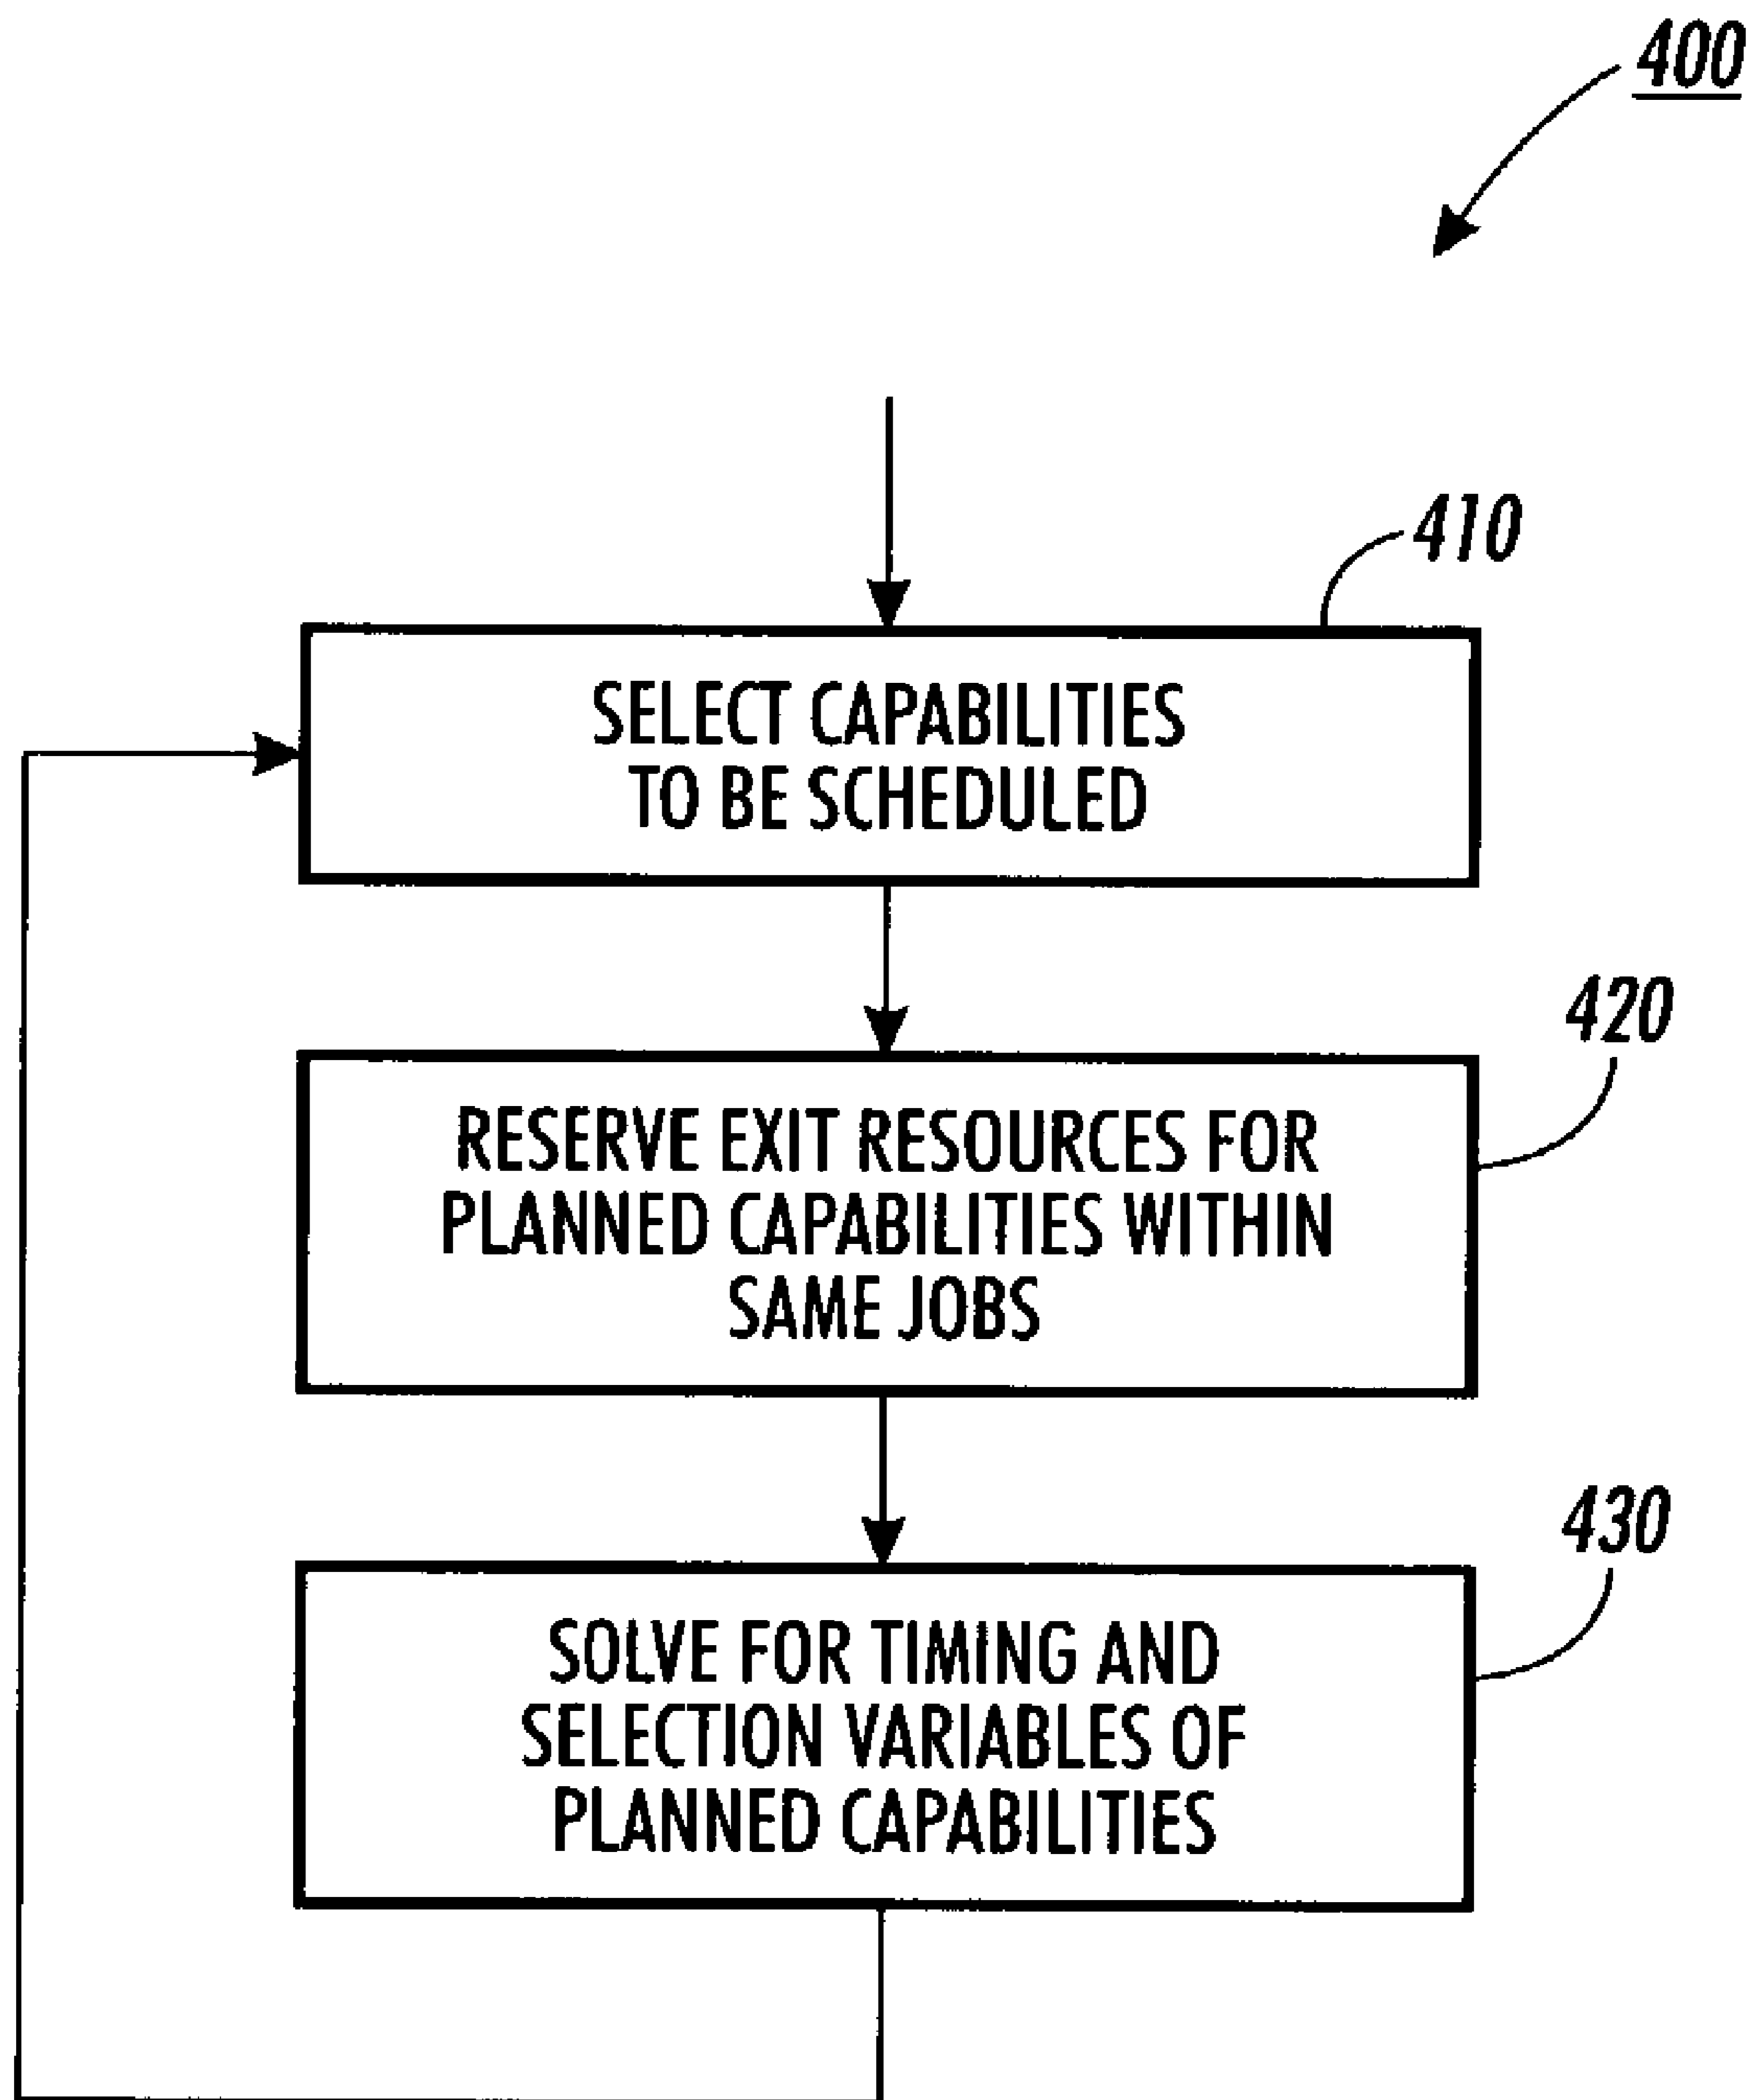 400
410
SELECT CAPABILITIES
TO BE SCHEDULED
420
RESERVE EXIT RESOURCES FOR
PLANNED CAPABILITIES WITHIN
SAME JOBS
430
SOLVE FOR TIMING AND
SELECTION VARIABLES OF
PLANNED CAPABILITIES